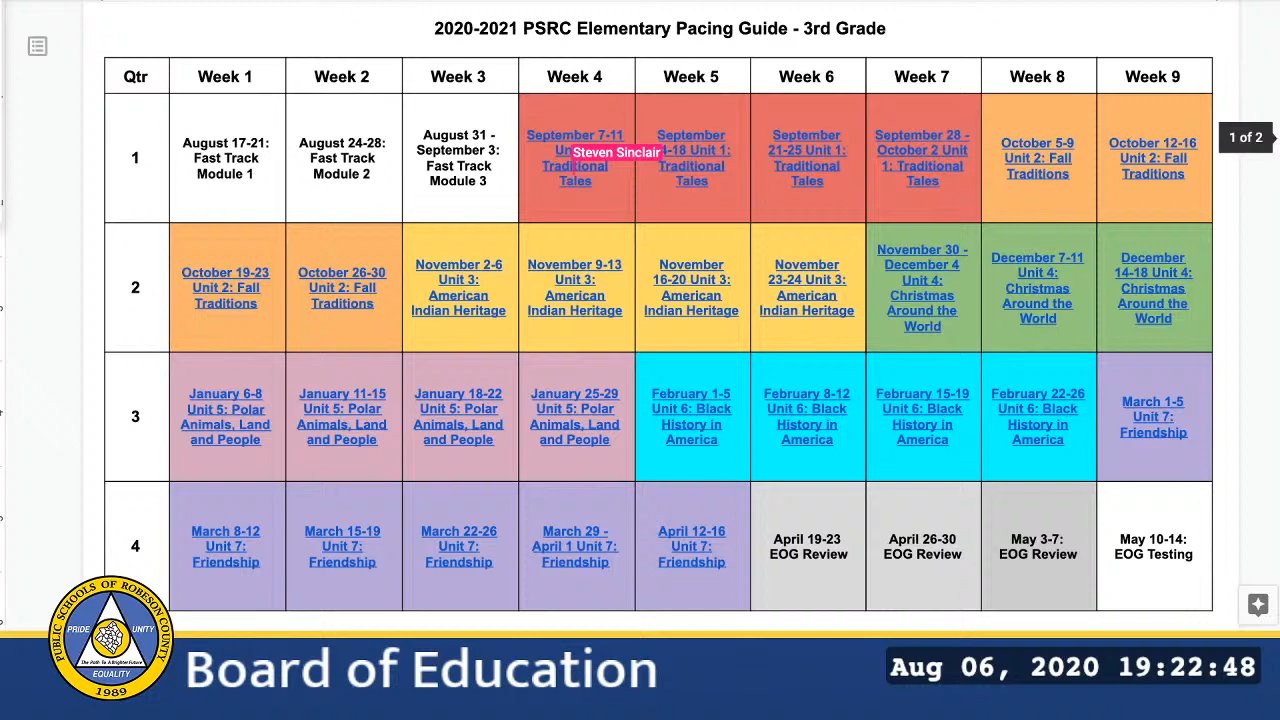 2020-2021 PSRC Elementary Pacing Guide - 3rd Grade
Qtr
Week 1
Week 2
Week 3
Week 4
Week 5
Week 6
Week 7
Week 8
Week 9
1
August 17-21:
Fast Track
Module 1
August 24-28:
Fast Track
Module 2
August 31 -
September 3:
Fast Track
Module 3
September 7-11
Steven Sinclair
Traditional
Tales
September
4-18 Unit 1:
Traditional
Tales
September
21-25 Unit 1:
Traditional
Tales
September 28 -
October 2 Unit
1: Traditional
Tales
October 5-9
Unit 2: Fall
Traditions
October 12-16
Unit 2: Fall
Traditions
1 of 2
2
October 19-23
Unit 2: Fall
Traditions
October 26-30
Unit 2: Fall
Traditions
November 2-6
Unit 3:
American
Indian Heritage
November 9-13
Unit 3:
American
Indian Heritage
November
16-20 Unit 3:
American
Indian Heritage
November
23-24 Unit 3:
American
Indian Heritage
November 30 -
December 4
Unit 4:
Christmas
Around the
World
December 7-11
Unit 4:
Christmas
Around the
World
December
14-18 Unit 4:
Christmas
Around the
World
3
January 6-8
Unit 5: Polar
Animals, Land
and People
January 11-15
Unit 5: Polar
Animals, Land
and People
January 18-22
Unit 5: Polar
Animals, Land
and People
January 25-29
Unit 5: Polar
Animals, Land
and People
February 1-5
Unit 6: Black
History in
America
February 8-12
Unit 6: Black
History in
America
February 15-19
Unit 6: Black
History in
America
February 22-26
Unit 6: Black
History in
America
March 1-5
Unit 7:
Friendship
4
March 8-12
Unit 7:
Friendship
March 15-19
Unit 7:
Friendship
March 22-26
Unit 7:
Friendship
March 29 -
April 1 Unit 7:
Friendship
April 12-16
Unit 7:
Friendship
April 19-23
EOG Review
April 26-30
EOG Review
May 3-7:
EOG Review
May 10-14:
EOG Testing
PUBLIC SCHOOLS OF ROBESON COUNTY
PRIDE
UNITY
The Path To A Brighter Future
EQUALITY
1989
Board of Education
Aug 06, 2020 19:22:48